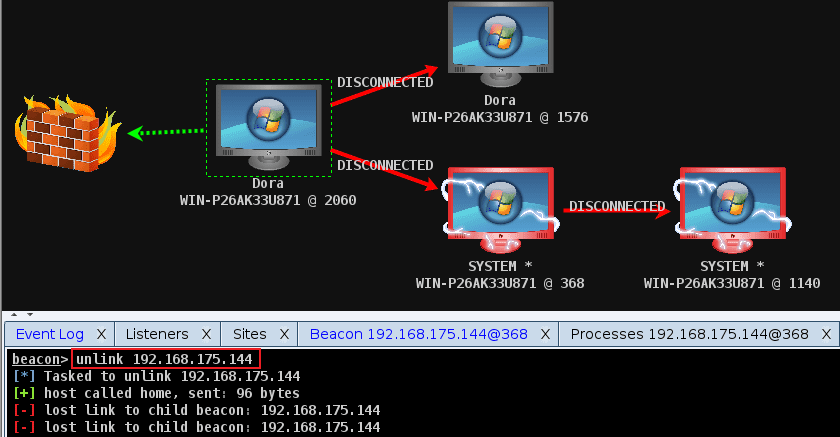 DISCONNECTED
Dora
WIN-P26AK33U871 @ 1576
DISCONNECTED
Dora
WIN-P26AK33U871 @ 2060
DISCONNECTED
SYSTEM *
WIN-P26AK33U871 @ 368
SYSTEM *
WIN-P26AK33U871 @ 1140
Event Log X Listeners X Sites X Beacon 192.168.175.144@368 X Processes 192.168.175.144@368 X
beacon> unlink 192.168.175.144
[*] Tasked to unlink 192.168.175.144
[+] host called home, sent: 96 bytes
[-] lost link to child beacon: 192.168.175.144
[-] lost link to child beacon: 192.168.175.144